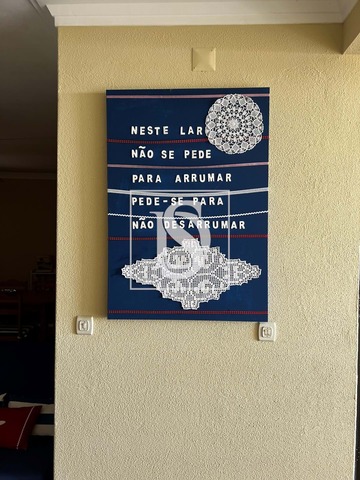 NESTE LAR
NÃO SE PEDE
PARA ARRUMAR
PEDE-SE PARA
NÃO DESARRUMAR